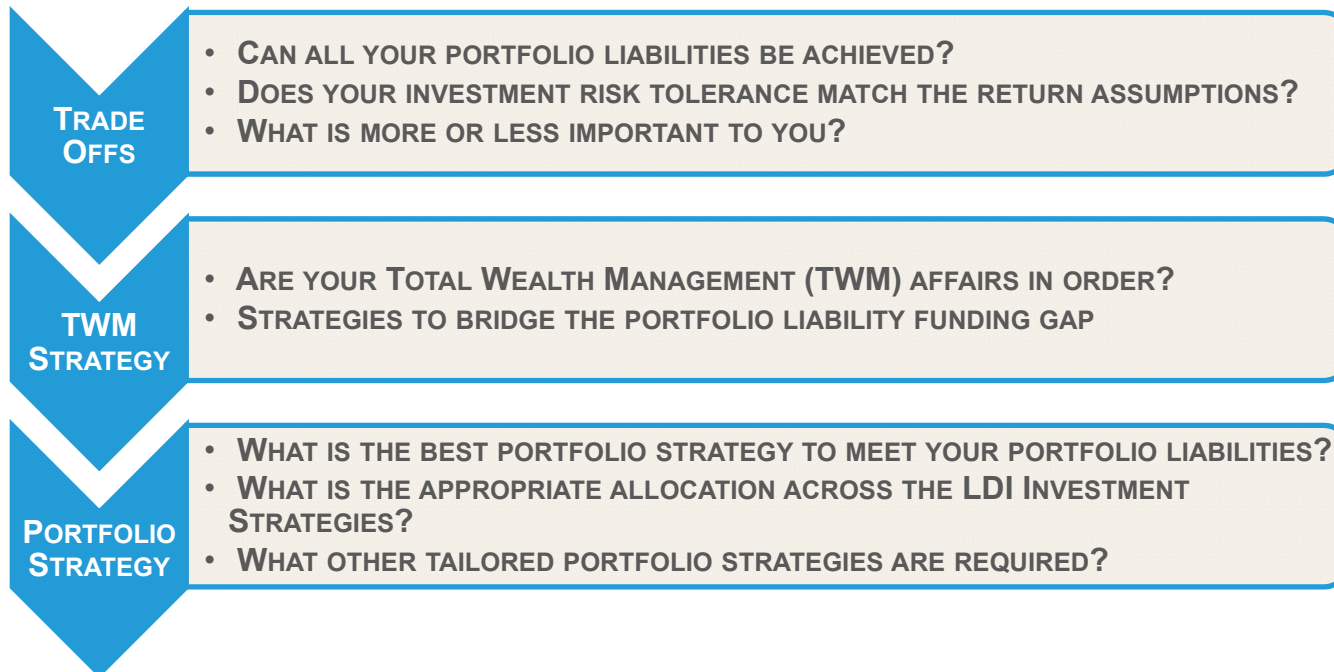 TRADE
OFFS
• CAN ALL YOUR PORTFOLIO LIABILITIES BE ACHIEVED?
• DOES YOUR INVESTMENT RISK TOLERANCE MATCH THE RETURN ASSUMPTIONS?
• WHAT IS MORE OR LESS IMPORTANT TO YOU?
TWM
STRATEGY
• ARE YOUR TOTAL WEALTH MANAGEMENT (TWM) AFFAIRS IN ORDER?
• STRATEGIES TO BRIDGE THE PORTFOLIO LIABILITY FUNDING GAP
PORTFOLIO
STRATEGY
• WHAT IS THE BEST PORTFOLIO STRATEGY TO MEET YOUR PORTFOLIO LIABILITIES?
• WHAT IS THE APPROPRIATE ALLOCATION ACROSS THE LDI INVESTMENT
STRATEGIES?
• WHAT OTHER TAILORED PORTFOLIO STRATEGIES ARE REQUIRED?